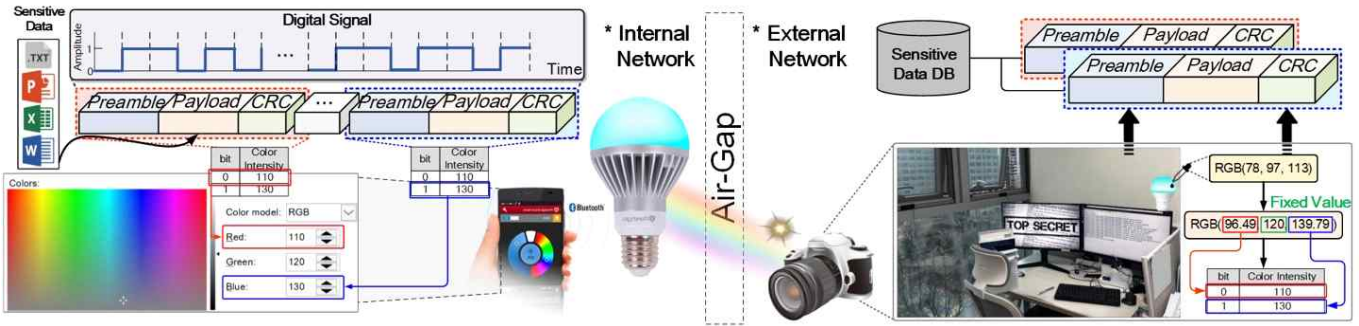 Sensitive
Data
.TXT
P
X
W
Digital Signal
Amplitude
1
0
...
Time
Preamble Payload CRC ... Preamble Payload CRC
bit Color Intensity
0 110
1 130
bit Color Intensity
0 110
1 130
Colors:
Color model: RGB
Red: 110
Green: 120
Blue: 130
Bluetooth
* Internal
Network
Air-Gap
* External
Network
Sensitive
Data DB
Preamble Payload CRC
Preamble Payload CRC
TOP SECRET
RGB(78, 97, 113)
Fixed Value
RGB(96.49 120 139.79)
bit Color Intensity
0 110
1 130